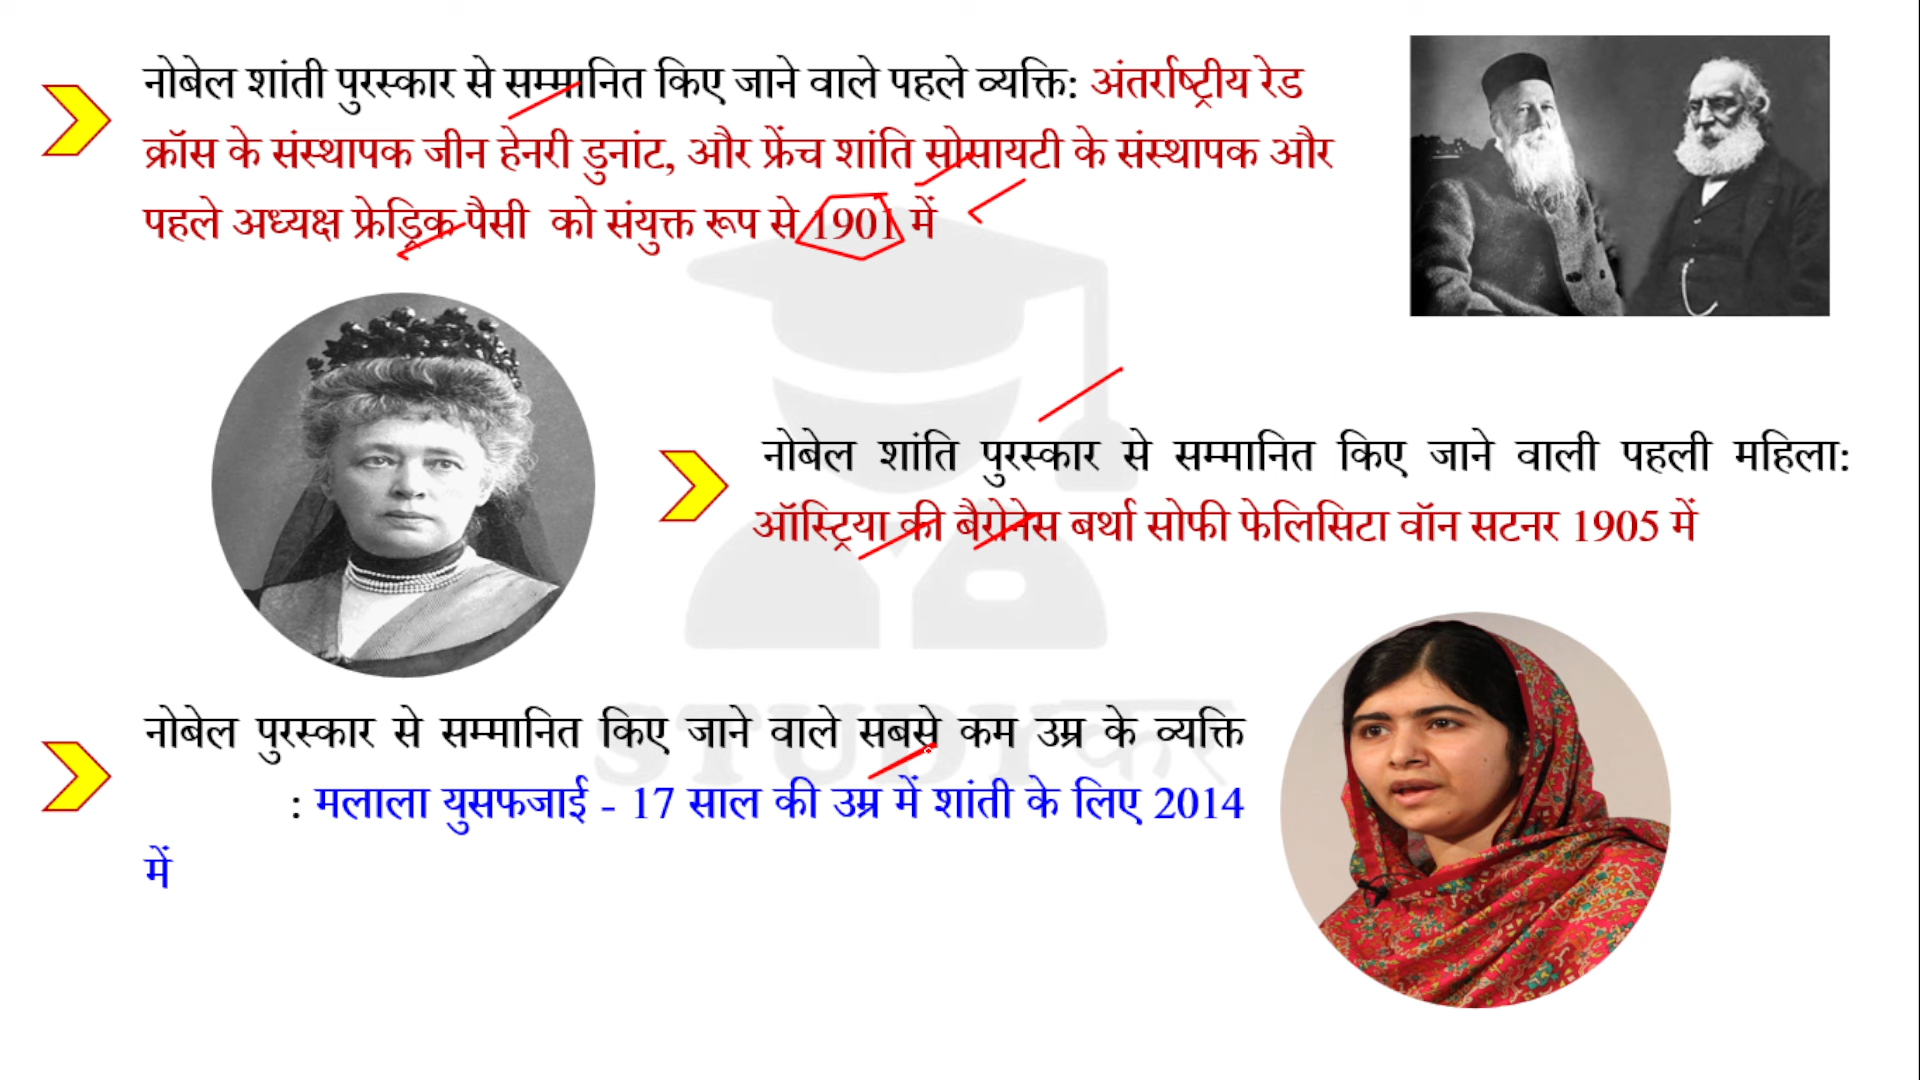 नोबेल शांती पुरस्कार से सम्मानित किए जाने वाले पहले व्यक्ति: अंतर्राष्ट्रीय रेड
क्रॉस के संस्थापक जीन हेनरी डुनांट, और फ्रेंच शांति सोसायटी के संस्थापक और
पहले अध्यक्ष फ्रेड्रिक पैसी को संयुक्त रूप से 1901 में
नोबेल शांति पुरस्कार से सम्मानित किए जाने वाली पहली महिला:
ऑस्ट्रिया की बैरोनेस बर्था सोफी फेलिसिटा वॉन सटनर 1905 में
नोबेल पुरस्कार से सम्मानित किए जाने वाले सबसे कम उम्र के व्यक्ति
: मलाला युसफजाई - 17 साल की उम्र में शांती के लिए 2014
में
STUDIकर